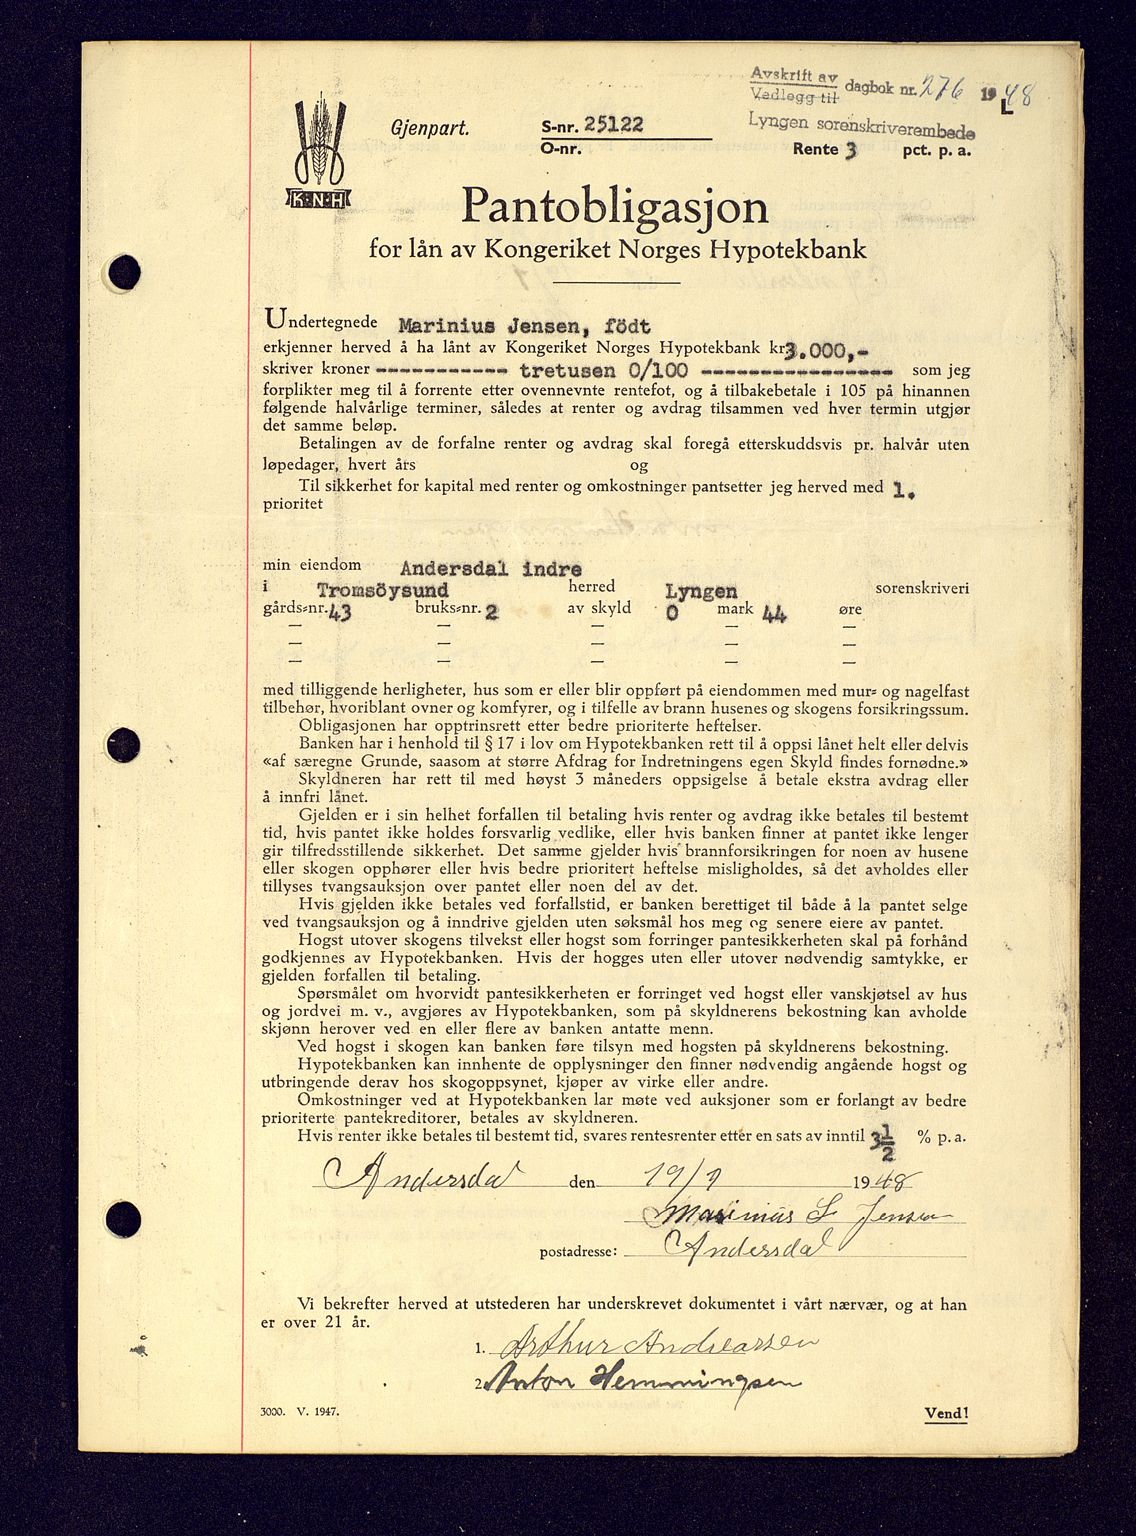 Avskrift av
Vedlegg til
dagbok nr. 276 1948
L
Lyngen sorenskriverembede
K·N·H
Gjenpart.
S-nr. 25122
O-nr.
Rente 3 pct. p. a.
Pantobligasjon
for lån av Kongeriket Norges Hypotekbank
Undertegnede Marinius Jensen, födt
erkjenner herved å ha lånt av Kongeriket Norges Hypotekbank kr 3.000,-
skriver kroner ----------- tretusen 0/100 ---------------- som jeg
forplikter meg til å forrente etter ovennevnte rentefot, og å tilbakebetale i 105 på hinannen
følgende halvårlige terminer, således at renter og avdrag tilsammen ved hver termin utgjør
det samme beløp.
Betalingen av de forfalne renter og avdrag skal foregå etterskuddsvis pr. halvår uten
løpedager, hvert års og
Til sikkerhet for kapital med renter og omkostninger pantsetter jeg herved med 1.
prioritet
min eiendom Andersdal indre
i Tromsöysund herred Lyngen sorenskriveri
gårds-nr. 43 bruks-nr. 2 av skyld 0 mark 44 øre
— — — — —
— — — — —
— — — — —
med tilliggende herligheter, hus som er eller blir oppført på eiendommen med mur- og nagelfast
tilbehør, hvoriblant ovner og komfyrer, og i tilfelle av brann husenes og skogens forsikringssum.
Obligasjonen har opptrinsrett etter bedre prioriterte heftelser.
Banken har i henhold til § 17 i lov om Hypotekbanken rett til å oppsi lånet helt eller delvis
«af særegne Grunde, saasom at større Afdrag for Indretningens egen Skyld findes fornødne.»
Skyldneren har rett til med høyst 3 måneders oppsigelse å betale ekstra avdrag eller
å innfri lånet.
Gjelden er i sin helhet forfallen til betaling hvis renter og avdrag ikke betales til bestemt
tid, hvis pantet ikke holdes forsvarlig vedlike, eller hvis banken finner at pantet ikke lenger
gir tilfredsstillende sikkerhet. Det samme gjelder hvis brannforsikringen for noen av husene
eller skogen opphører eller hvis bedre prioritert heftelse misligholdes, så det avholdes eller
tillyses tvangsauksjon over pantet eller noen del av det.
Hvis gjelden ikke betales ved forfallstid, er banken berettiget til både å la pantet selge
ved tvangsauksjon og å inndrive gjelden uten søksmål hos meg og senere eiere av pantet.
Hogst utover skogens tilvekst eller hogst som forringer pantesikkerheten skal på forhånd
godkjennes av Hypotekbanken. Hvis der hogges uten eller utover nødvendig samtykke, er
gjelden forfallen til betaling.
Spørsmålet om hvorvidt pantesikkerheten er forringet ved hogst eller vanskjøtsel av hus
og jordvei m. v., avgjøres av Hypotekbanken, som på skyldnerens bekostning kan avholde
skjønn herover ved en eller flere av banken antatte menn.
Ved hogst i skogen kan banken føre tilsyn med hogsten på skyldnerens bekostning.
Hypotekbanken kan innhente de opplysninger den finner nødvendig angående hogst og
utbringende derav hos skogoppsynet, kjøper av virke eller andre.
Omkostninger ved at Hypotekbanken lar møte ved auksjoner som er forlangt av bedre
prioriterte pantekreditorer, betales av skyldneren.
Hvis renter ikke betales til bestemt tid, svares rentesrenter etter en sats av inntil 3 1/2 % p. a.
Andersdal den 19/1 1948
Marinius L Jensen
postadresse: Andersdal
Vi bekrefter herved at utstederen har underskrevet dokumentet i vårt nærvær, og at han
er over 21 år.
1. Arthur Andreassen
2. Anton Hemmingsen
3000. V. 1947.
Vend!